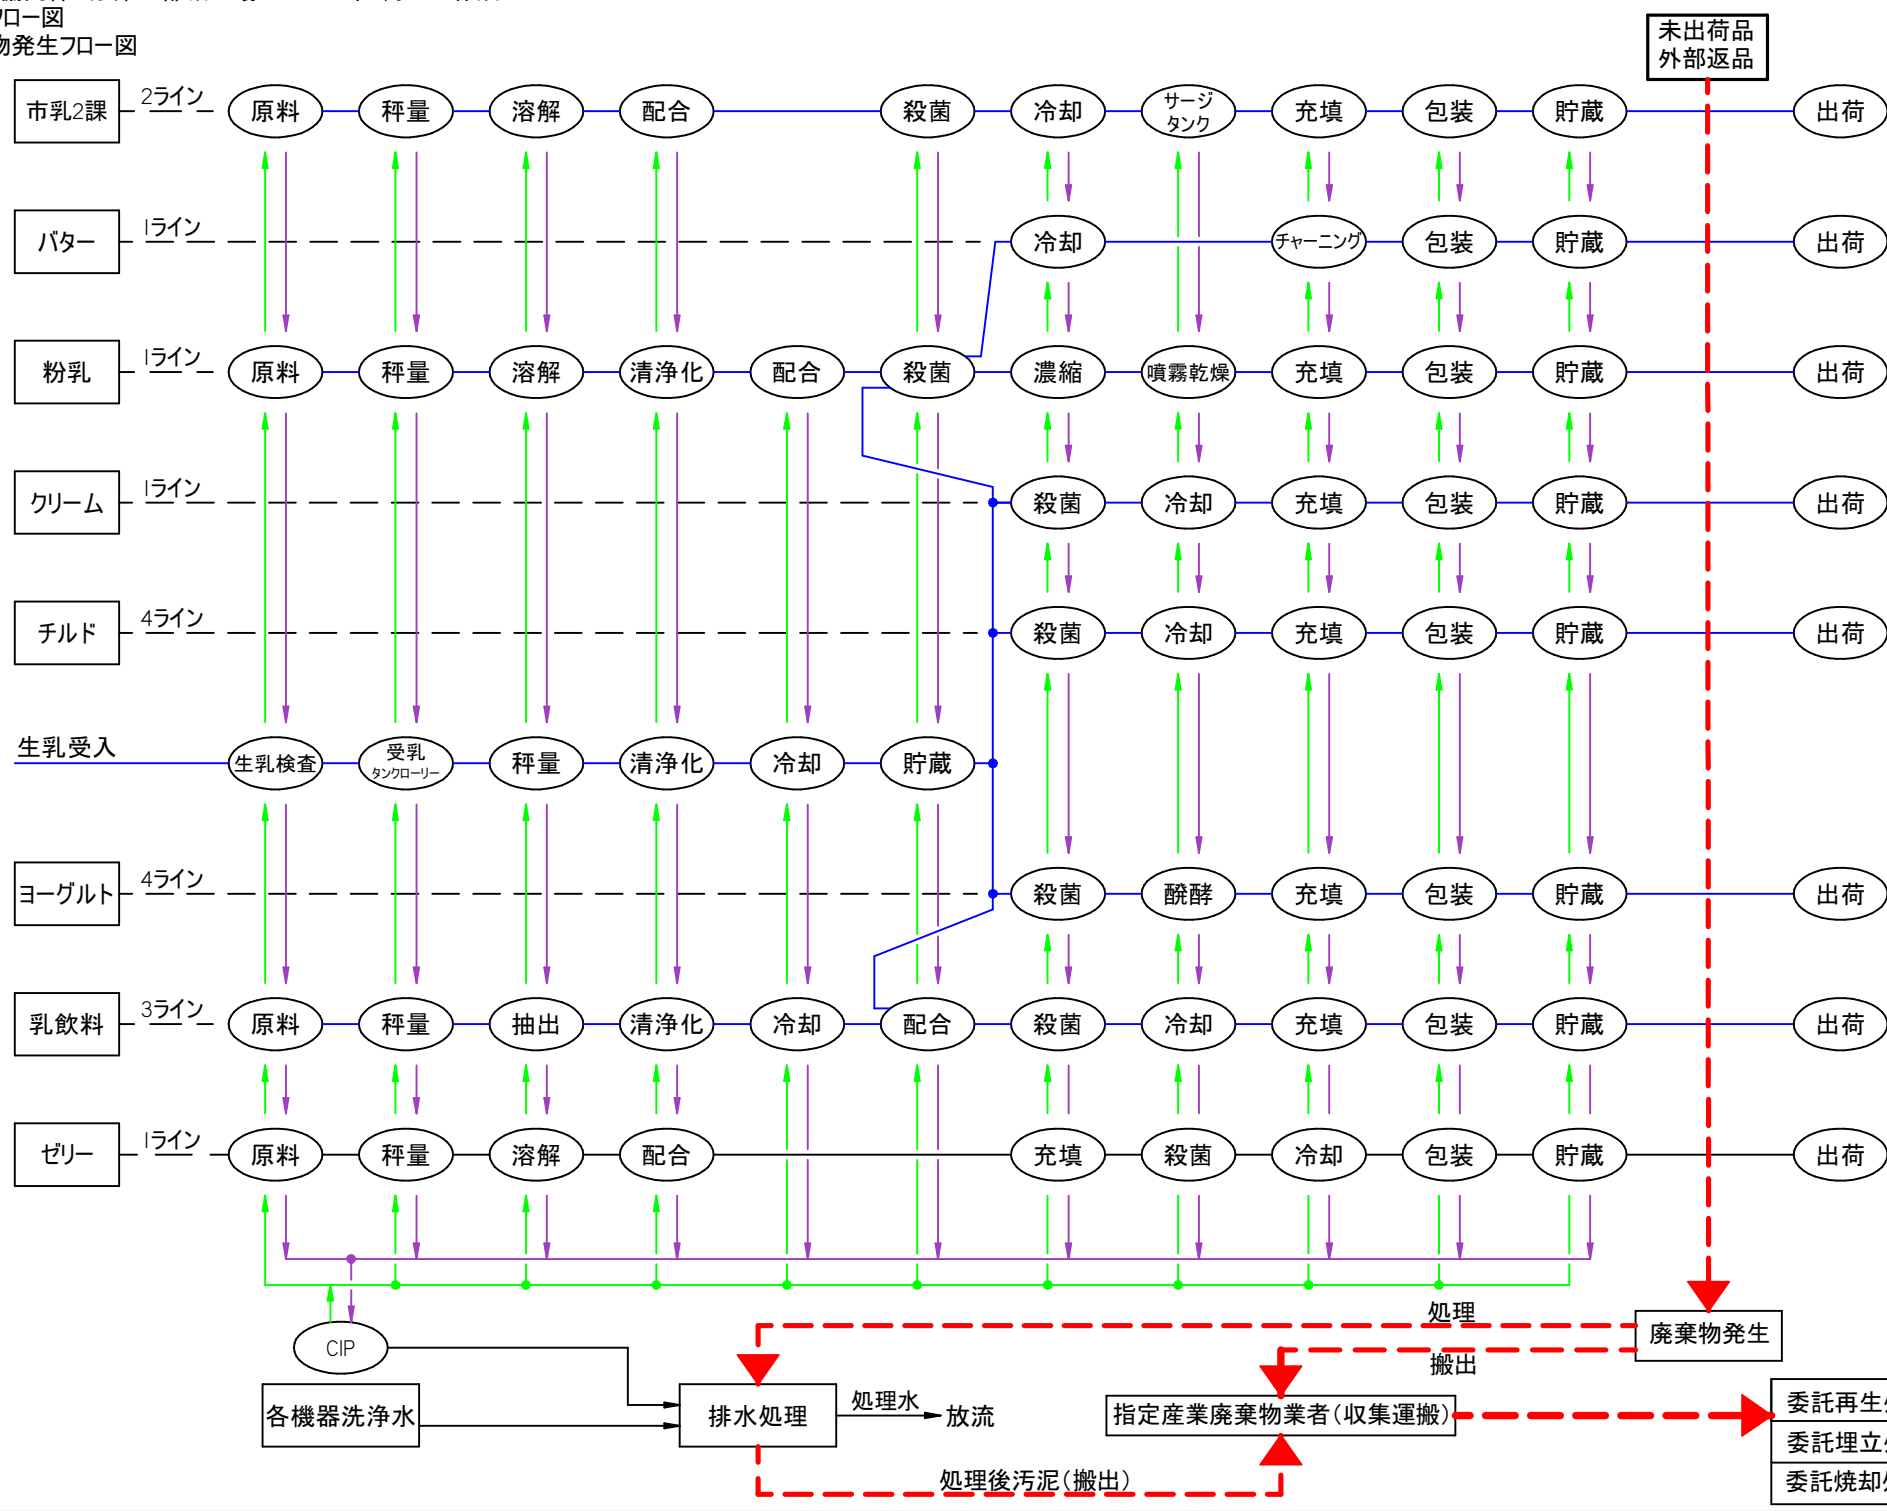 フロー図
物発生フロー図
未出荷品
外部返品
市乳2課 2ライン 原料 秤量 溶解 配合 殺菌 冷却 サージ 充填 包装 貯蔵 出荷
タンク
バター 1ライン 冷却 チャーニング 包装 貯蔵 出荷
粉乳 1ライン 原料 秤量 溶解 清浄化 配合 殺菌 濃縮 噴霧乾燥 充填 包装 貯蔵 出荷
クリーム 1ライン 殺菌 冷却 充填 包装 貯蔵 出荷
チルド 4ライン 殺菌 冷却 充填 包装 貯蔵 出荷
生乳受入 生乳検査 受乳 秤量 清浄化 冷却 貯蔵
タンクローリー
ヨーグルト 4ライン 殺菌 醗酵 充填 包装 貯蔵 出荷
乳飲料 3ライン 原料 秤量 抽出 清浄化 冷却 配合 殺菌 冷却 充填 包装 貯蔵 出荷
ゼリー 1ライン 原料 秤量 溶解 配合 充填 殺菌 冷却 包装 貯蔵 出荷
処理
廃棄物発生
CIP
搬出
各機器洗浄水 排水処理 処理水 放流 指定産業廃棄物業者(収集運搬) 委託再生
委託埋立
処理後汚泥(搬出) 委託焼却